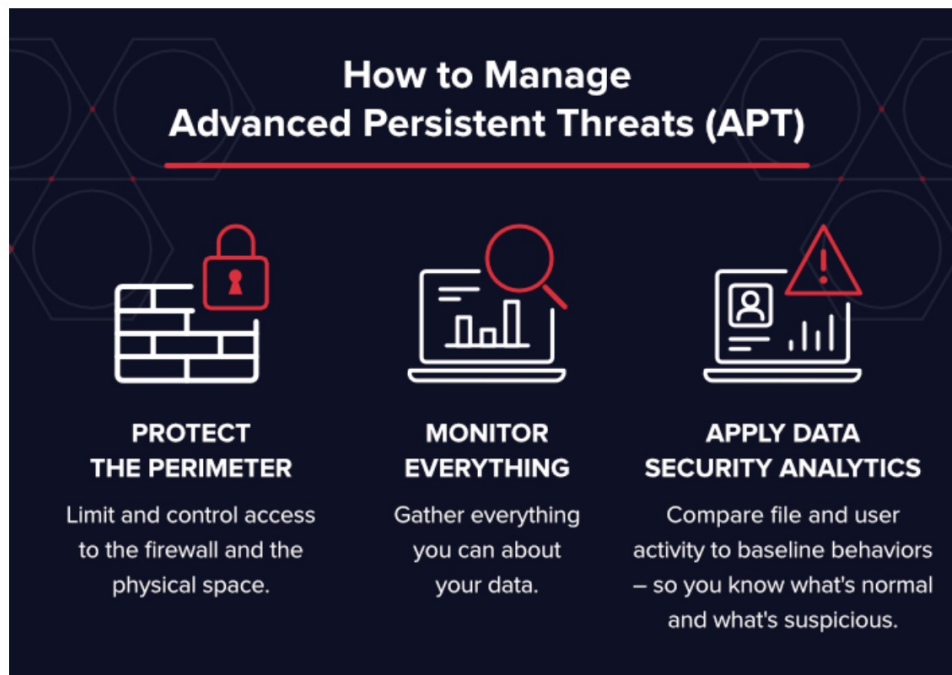 How to Manage
Advanced Persistent Threats (APT)
PROTECT
THE PERIMETER
Limit and control access
to the firewall and the
physical space.
MONITOR
EVERYTHING
Gather everything
you can about
your data.
APPLY DATA
SECURITY ANALYTICS
Compare file and user
activity to baseline behaviors
– so you know what's normal
and what's suspicious.